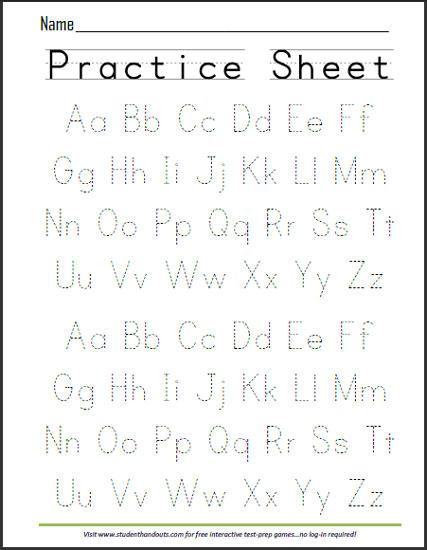 Name
Practice Sheet
Aa Bb Cc Dd Ee Ff
Gg Hh Ii Jj Kk Ll Mm
Nn Oo Pp Qq Rr Ss Tt
Uu Vv Ww Xx Yy Zz
Aa Bb Cc Dd Ee Ff
Gg Hh Ii Jj Kk Ll Mm
Nn Oo Pp Qq Rr Ss Tt
Uu Vv Ww Xx Yy Zz
Visit www.studenthandouts.com for free interactive test-prep games...no log-in required!